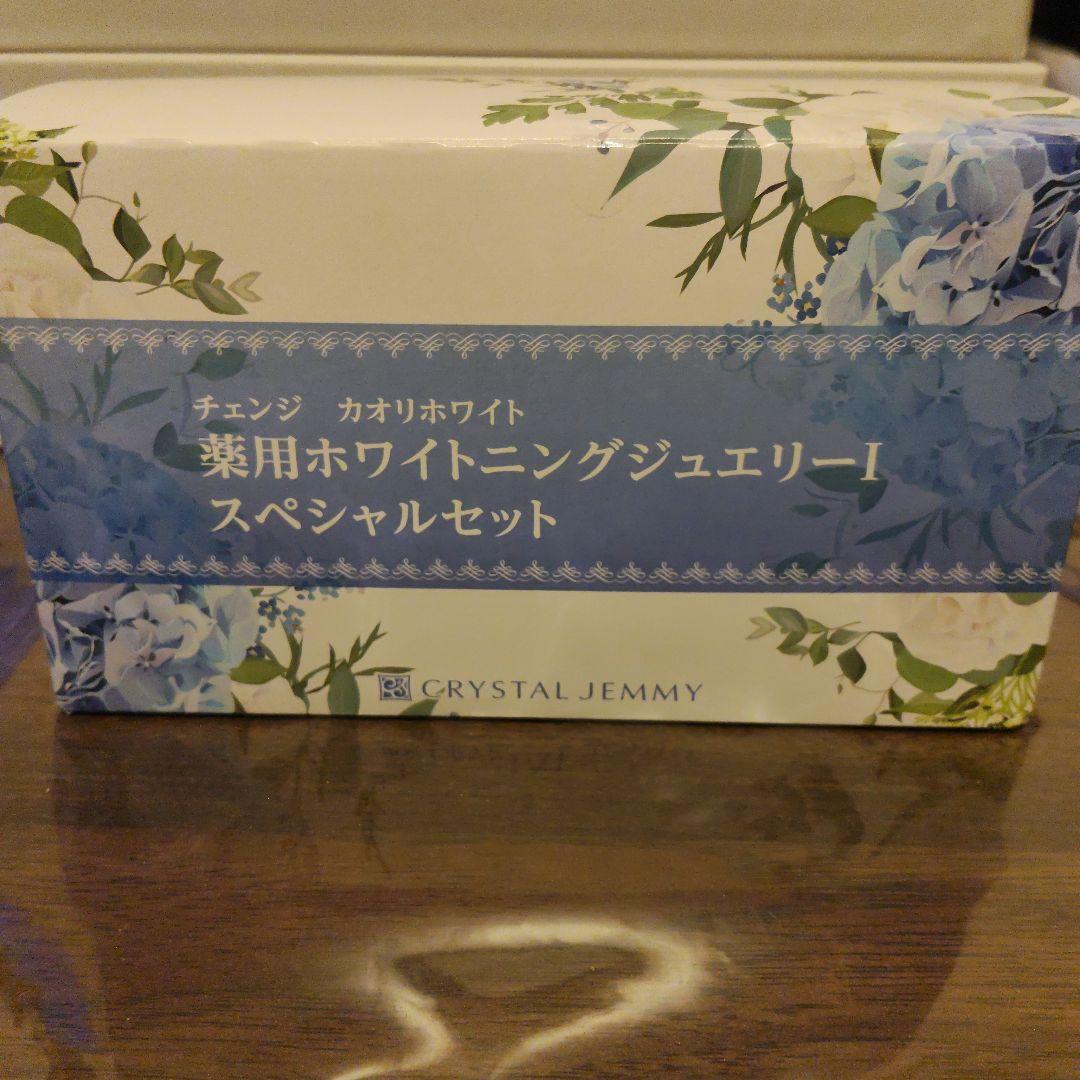 チェンジ　カオリホワイト
薬用ホワイトニングジュエリーI
スペシャルセット
CRYSTAL JEMMY